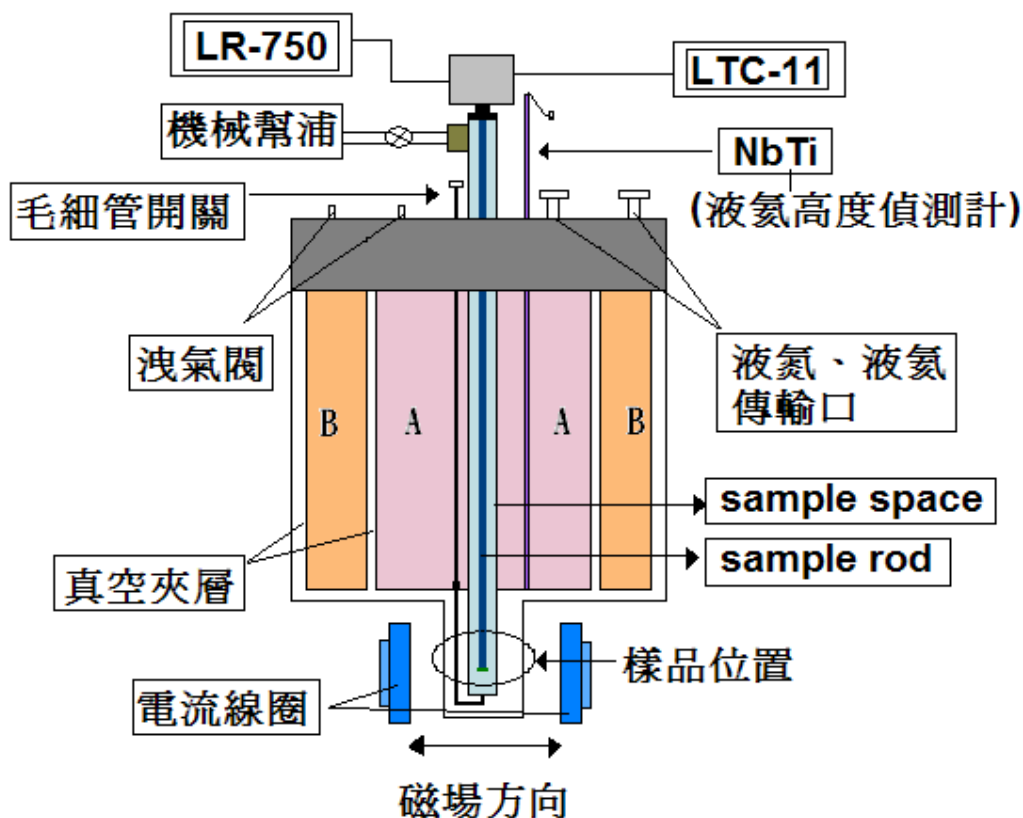 LR-750
LTC-11
機械幫浦
NbTi
(液氦高度偵測計)
毛細管開關
洩氣閥
液氮、液氦
傳輸口
B
A
A
B
sample space
sample rod
真空夾層
樣品位置
電流線圈
磁場方向